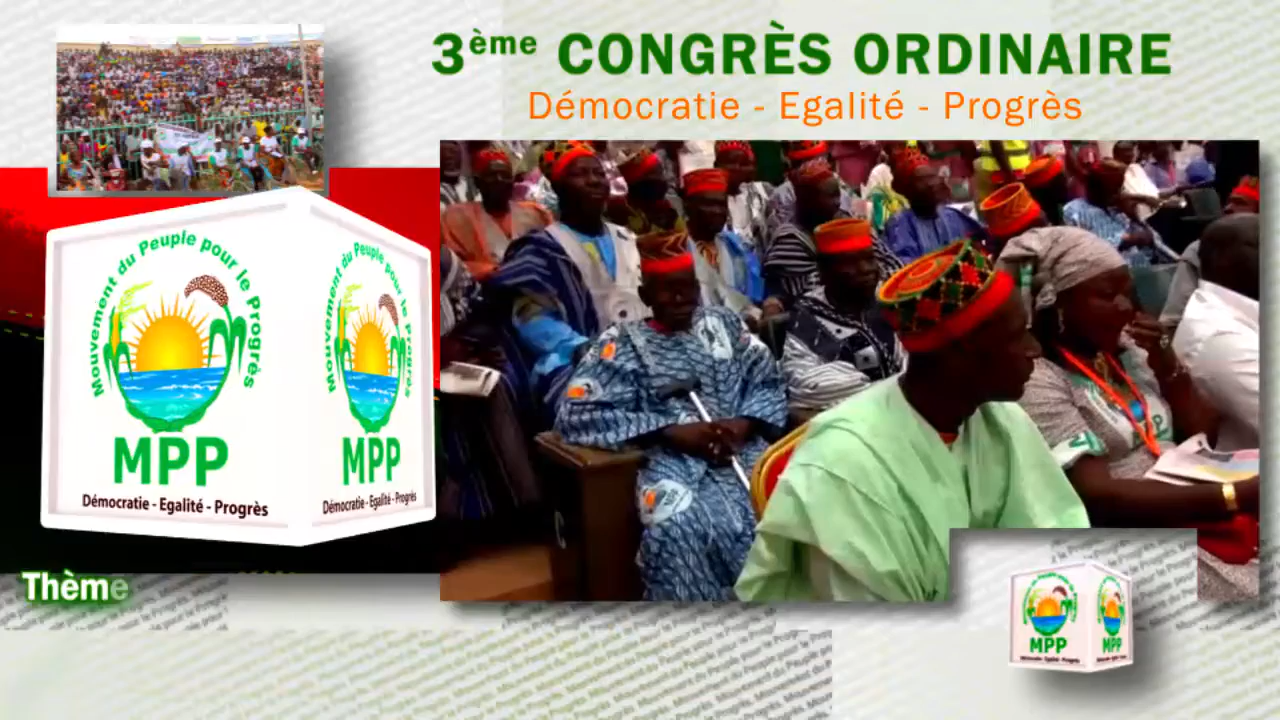 3ème CONGRÈS ORDINAIRE
Démocratie - Egalité - Progrès
Mouvement du Peuple pour le Progrès
MPP
Démocratie - Egalité - Progrès
Mouvement du Peuple pour le Progrès
MPP
Démocratie - Egalité - Progrès
Thème
MPP
MPP